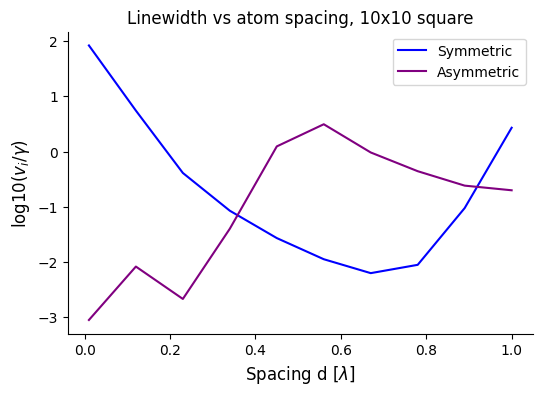 Linewidth vs atom spacing, 10x10 square
Symmetric
Asymmetric
log10(v_i/γ)
2
1
0
−1
−2
−3
0.0 0.2 0.4 0.6 0.8 1.0
Spacing d [λ]